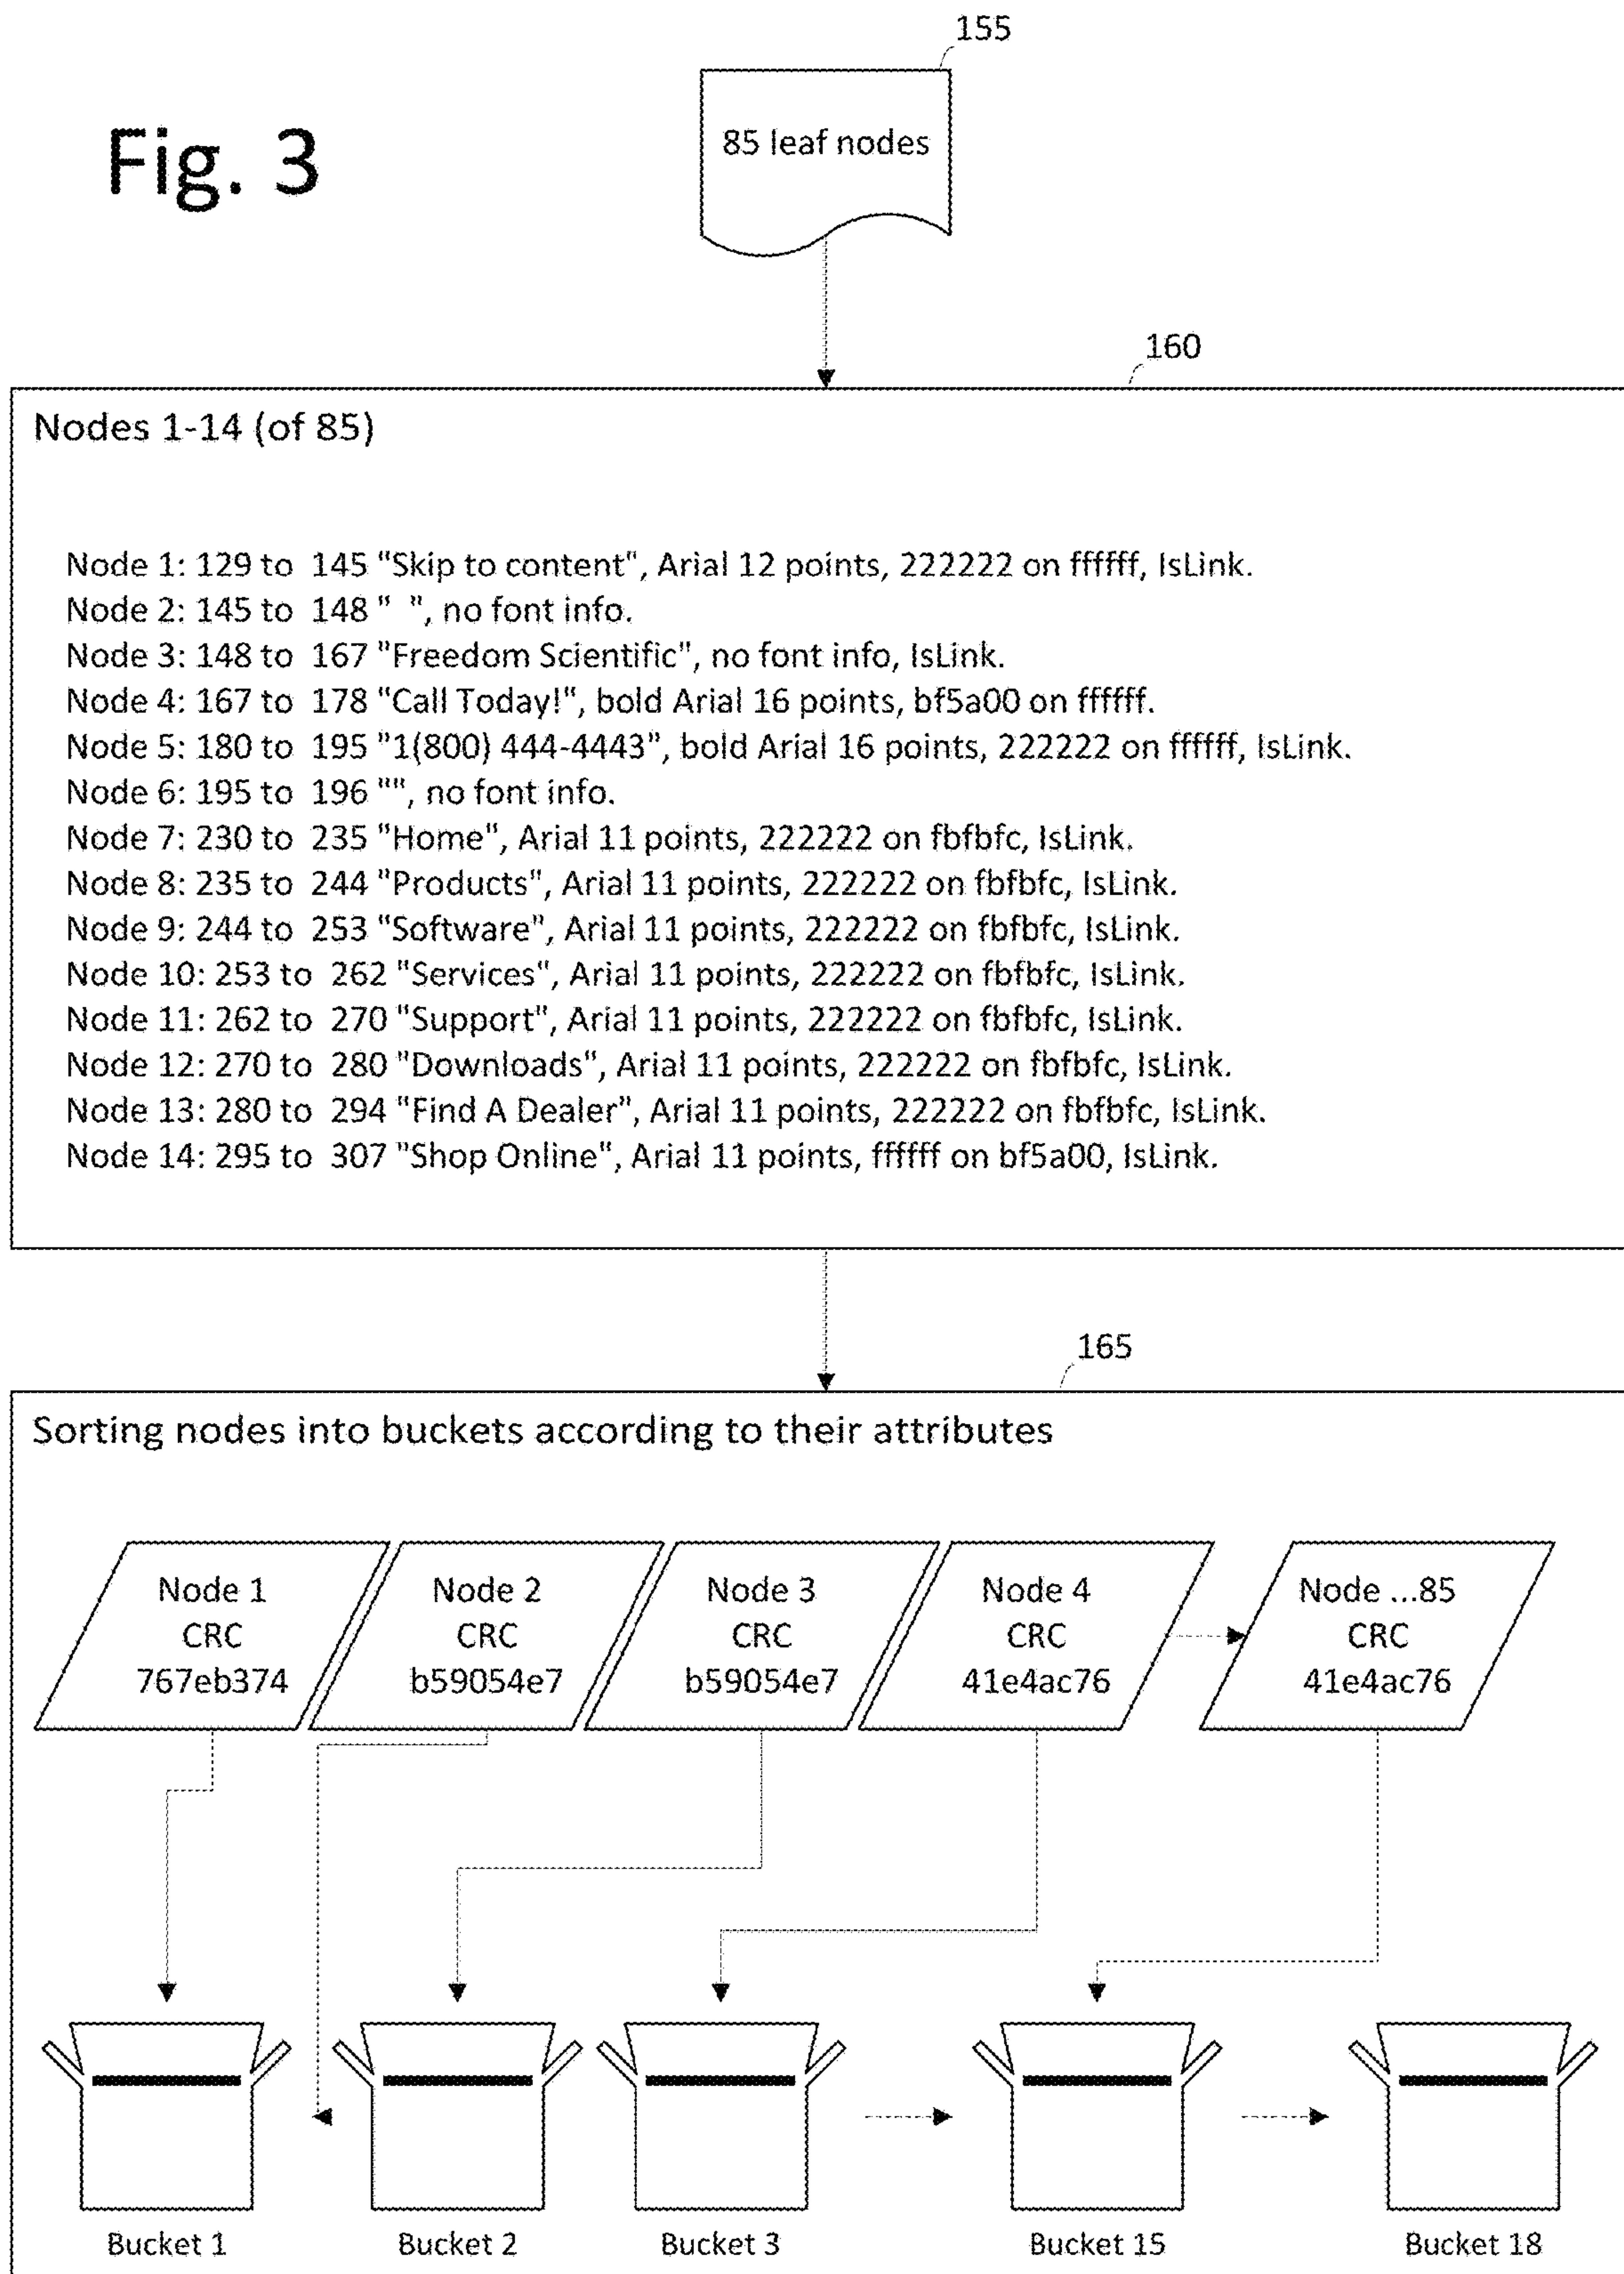 155
Fig. 3
85 leaf nodes
160
Nodes 1-14 (of 85)
Node 1: 129 to 145 "Skip to content", Arial 12 points, 222222 on ffffff, IsLink.
Node 2: 145 to 148 " ", no font info.
Node 3: 148 to 167 "Freedom Scientific", no font info, IsLink.
Node 4: 167 to 178 "Call Today!", bold Arial 16 points, bf5a00 on ffffff.
Node 5: 180 to 195 "1(800) 444-4443", bold Arial 16 points, 222222 on ffffff, IsLink.
Node 6: 195 to 196 "", no font info.
Node 7: 230 to 235 "Home", Arial 11 points, 222222 on fbfbfc, IsLink.
Node 8: 235 to 244 "Products", Arial 11 points, 222222 on fbfbfc, IsLink.
Node 9: 244 to 253 "Software", Arial 11 points, 222222 on fbfbfc, IsLink.
Node 10: 253 to 262 "Services", Arial 11 points, 222222 on fbfbfc, IsLink.
Node 11: 262 to 270 "Support", Arial 11 points, 222222 on fbfbfc, IsLink.
Node 12: 270 to 280 "Downloads", Arial 11 points, 222222 on fbfbfc, IsLink.
Node 13: 280 to 294 "Find A Dealer", Arial 11 points, 222222 on fbfbfc, IsLink.
Node 14: 295 to 307 "Shop Online", Arial 11 points, ffffff on bf5a00, IsLink.
165
Sorting nodes into buckets according to their attributes
Node 1
CRC
767eb374
Node 2
CRC
b59054e7
Node 3
CRC
b59054e7
Node 4
CRC
41e4ac76
Node ...85
CRC
41e4ac76
Bucket 1
Bucket 2
Bucket 3
Bucket 15
Bucket 18